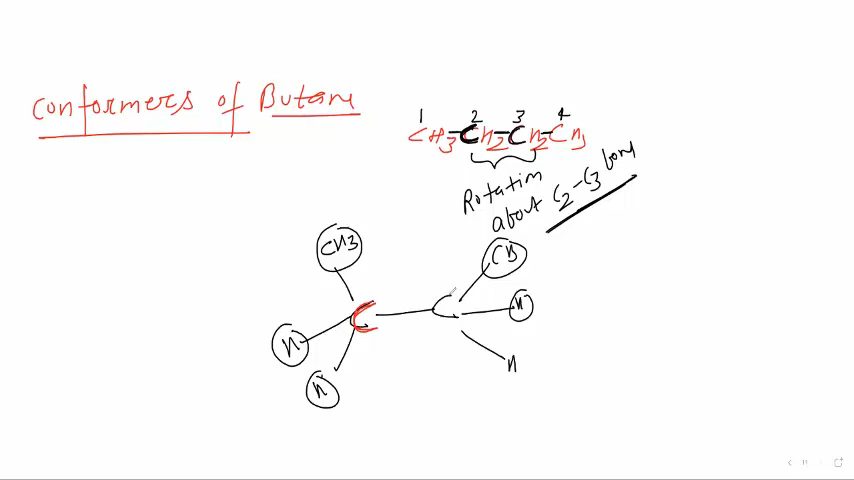 Conformers of Butane
1 2 3 4
CH3-CH2-CH2-CH3
Rotation
about C2-C3 bond
CH3 CH3
C C H
H H
H